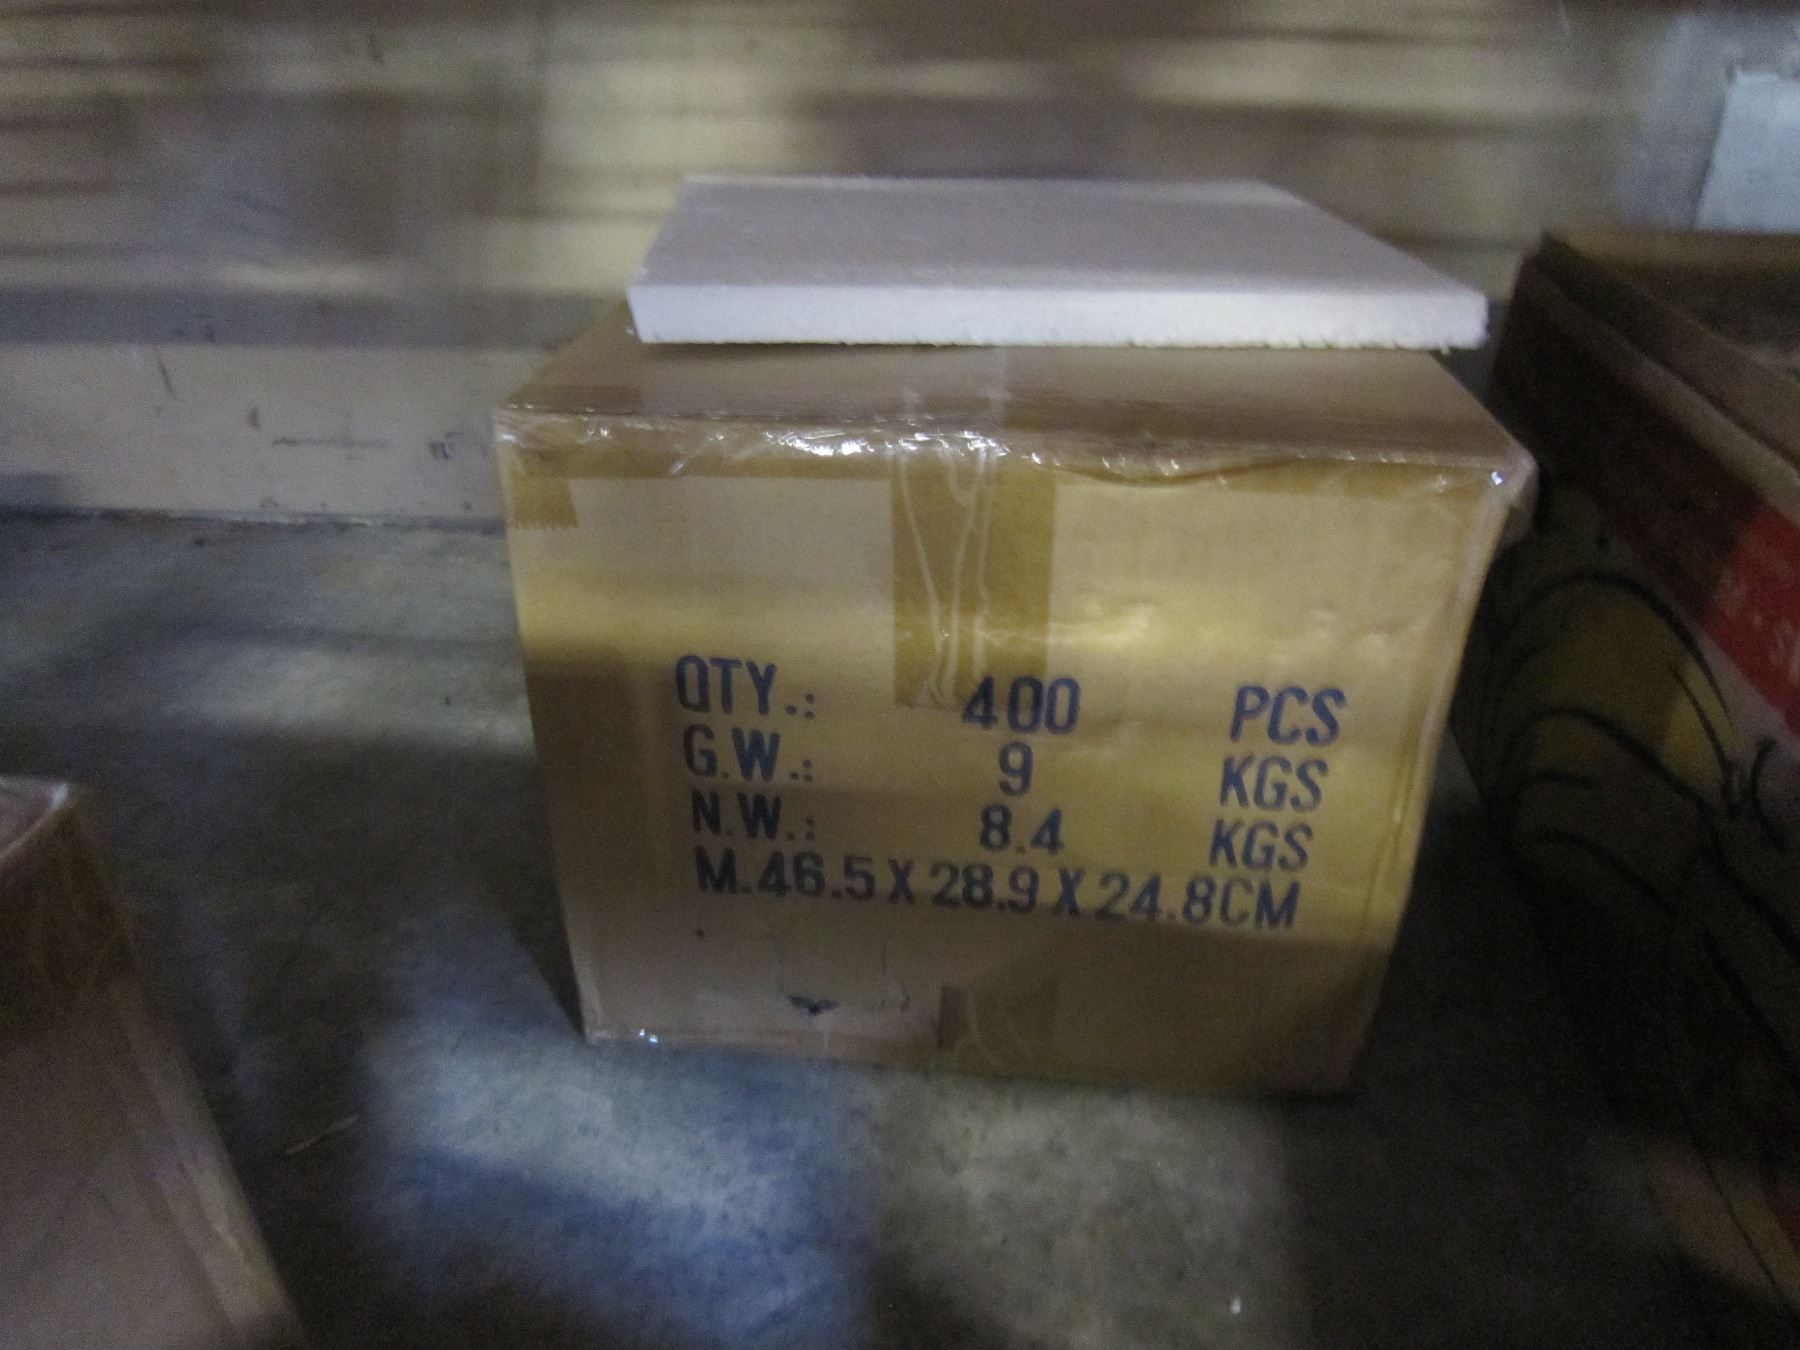 QTY.: 400 PCS
G.W.: 9 KGS
N.W.: 8.4 KGS
M.46.5 X 28.9 X 24.8CM